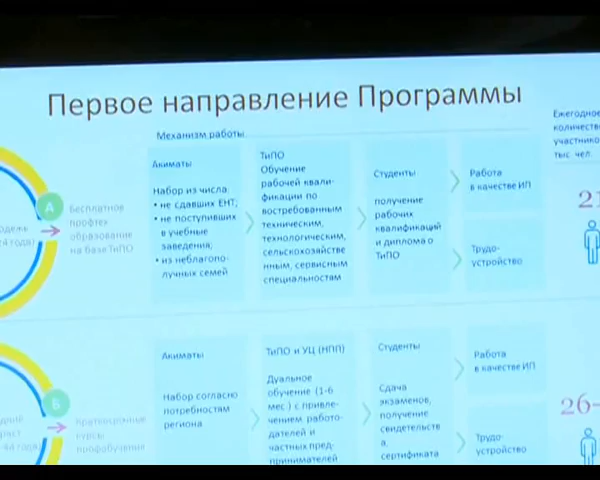 Первое направление Программы
Механизм работы
Ежегодное
количество
участников
тыс. чел.
А
Бесплатное
профтех
образование
на базе ТиПО
Акиматы
Набор из числа
• не сдавших ЕНТ;
• не поступивших
в учебные
заведения;
• из неблагопо-
лучных семей
ТиПО
Обучение
рабочей квали-
фикации по
востребованным
техническим,
технологическим,
сельскохозяйстве
нным, сервисным
специальностям
Студенты
получение
рабочих
квалификаций
и диплома о
ТиПО
Работа
в качестве ИП
Трудо-
устройство
21
Б
Краткосрочные
курсы
профобучения
Акиматы
Набор согласно
потребностям
региона
ТиПО и УЦ (НПП)
Дуальное
обучение (1-6
мес.) с привле-
чением работо-
дателей и
частных пред-
принимателей
Студенты
Сдача
экзаменов,
получение
свидетельств
а,
сертификата
Работа
в качестве ИП
Трудо-
устройство
26-